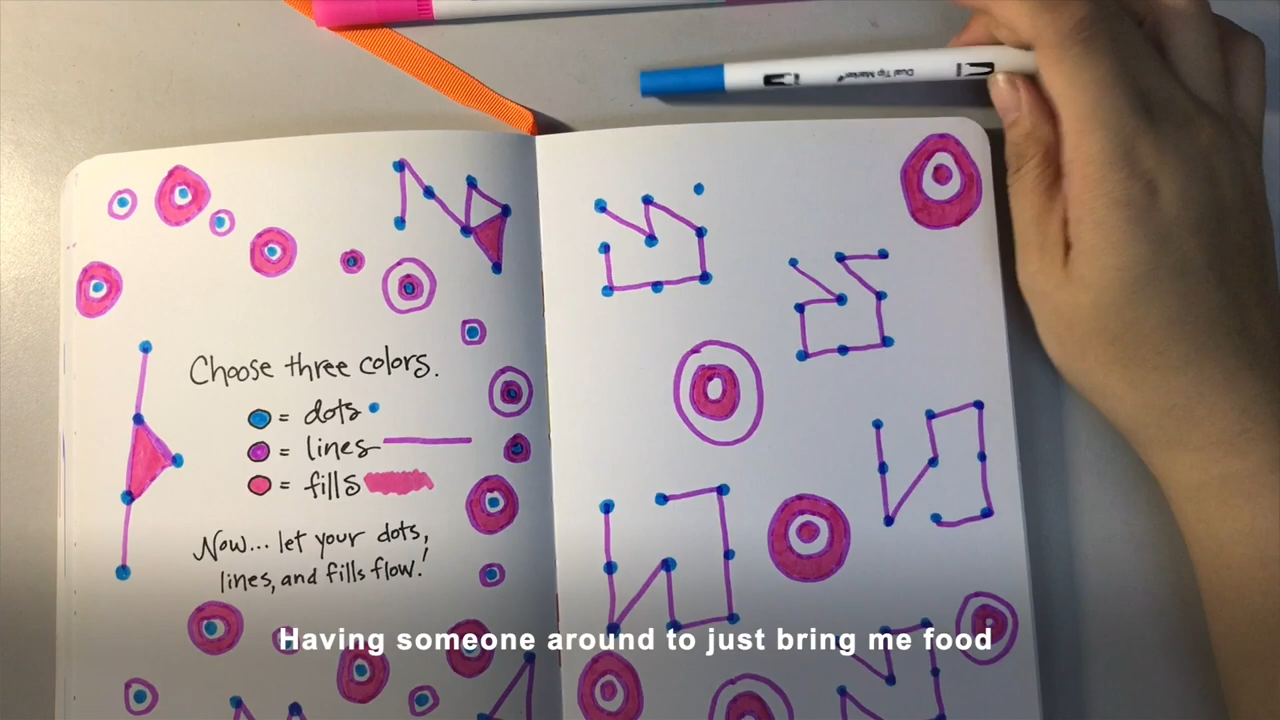 Dual Tip Marker
Choose three colors.
= dots
= lines
= fills
Now... let your dots,
lines, and fills flow!
Having someone around to just bring me food